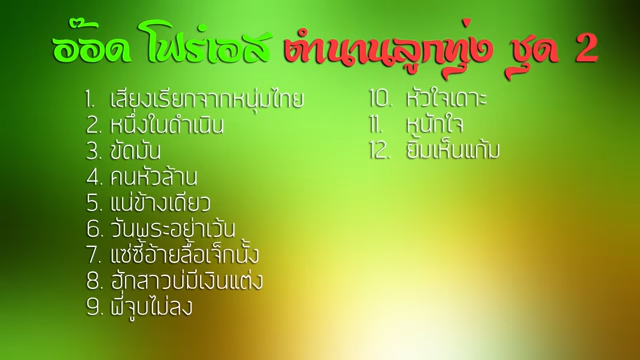 อ๊อด โฟร์เอส ตำนานลูกทุ่ง ชุด 2
1. เสียงเรียกจากหนุ่มไทย
2. หนึ่งในดำเนิน
3. ขัดมัน
4. คนหัวล้าน
5. แน่ข้างเดียว
6. วันพระอย่าเว้น
7. แซ่ซี้อ้ายลื้อเจ็กนั้ง
8. ฮักสาวบ่มีเงินแต่ง
9. พี่จูบไม่ลง
10. หัวใจเดาะ
11. หนักใจ
12. ยิ้มเห็นแก้ม